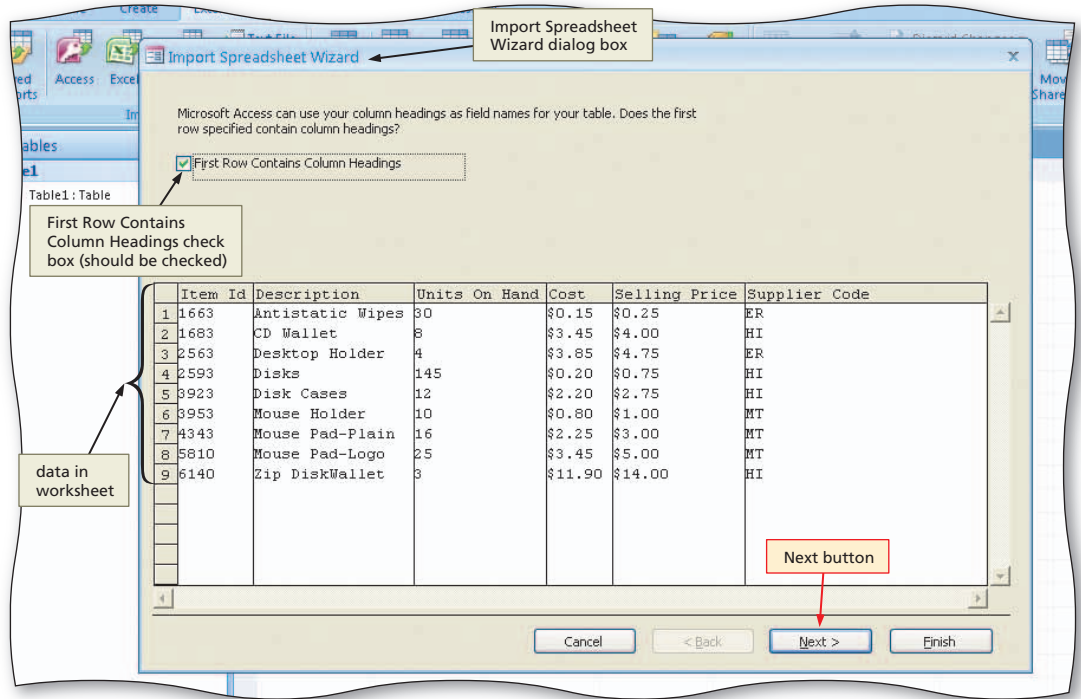 Create
Import Spreadsheet
Wizard dialog box
Import Spreadsheet Wizard
Access
Excel
Microsoft Access can use your column headings as field names for your table. Does the first
row specified contain column headings?
First Row Contains Column Headings
Table1 : Table
First Row Contains
Column Headings check
box (should be checked)
Item Id Description Units On Hand Cost Selling Price Supplier Code
1 1663 Antistatic Wipes 30 $0.15 $0.25 ER
2 1683 CD Wallet 8 $3.45 $4.00 HI
3 2563 Desktop Holder 4 $3.85 $4.75 ER
4 2593 Disks 145 $0.20 $0.75 HI
5 3923 Disk Cases 12 $2.20 $2.75 HI
6 3953 Mouse Holder 10 $0.80 $1.00 MT
7 4343 Mouse Pad-Plain 16 $2.25 $3.00 MT
8 5810 Mouse Pad-Logo 25 $3.45 $5.00 MT
9 6140 Zip DiskWallet 3 $11.90 $14.00 HI
data in
worksheet
Next button
Cancel < Back Next > Finish